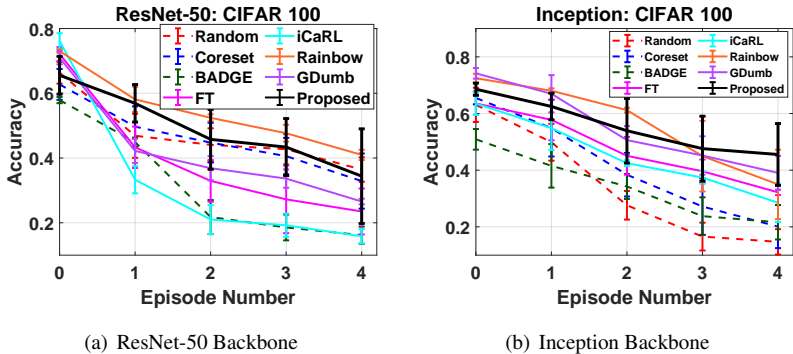 ResNet-50: CIFAR 100
Random
Coreset
BADGE
FT
iCaRL
Rainbow
GDumb
Proposed
0.8
0.6
0.4
0.2
Accuracy
0 1 2 3 4
Episode Number
(a) ResNet-50 Backbone
Inception: CIFAR 100
Random
Coreset
BADGE
FT
iCaRL
Rainbow
GDumb
Proposed
0.8
0.6
0.4
0.2
Accuracy
0 1 2 3 4
Episode Number
(b) Inception Backbone